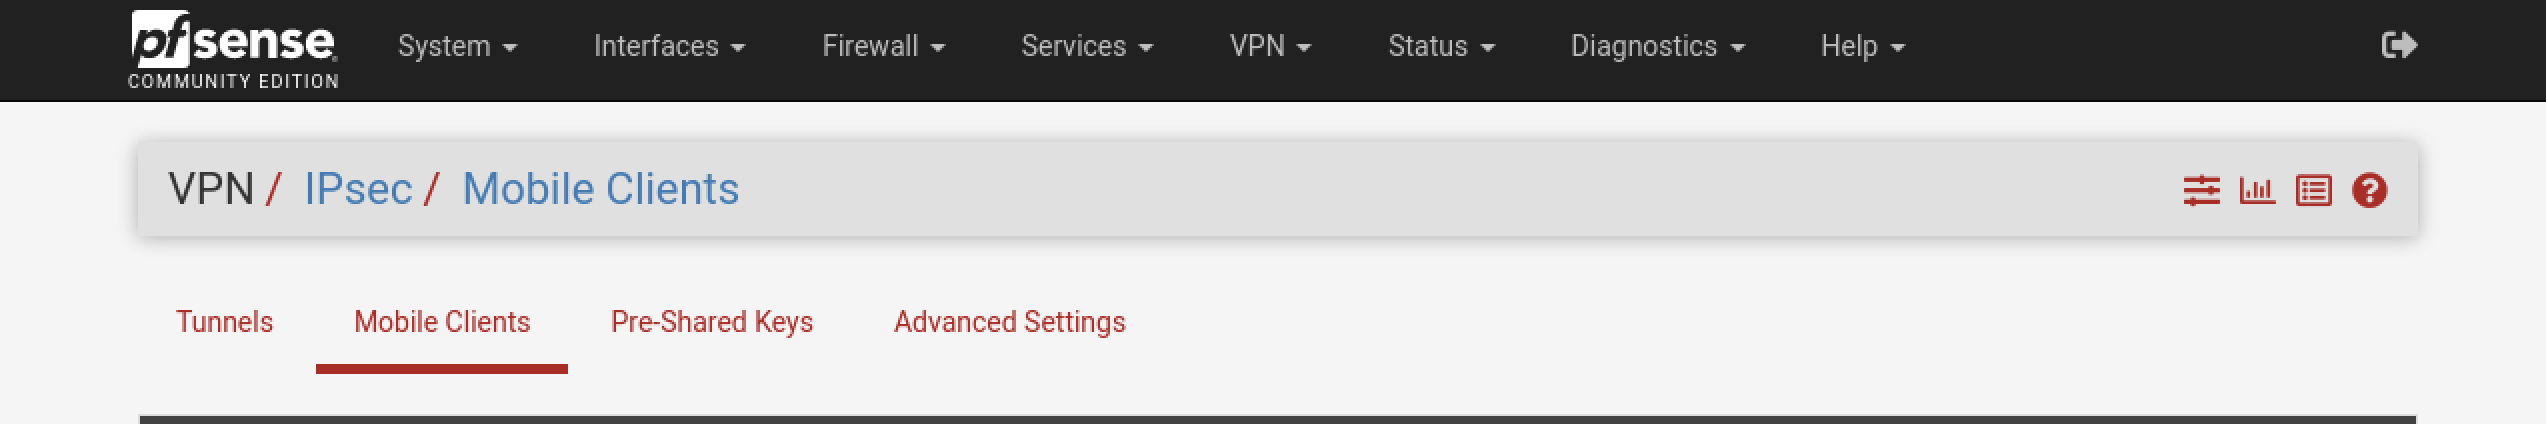 pfsense
COMMUNITY EDITION
System Interfaces Firewall Services VPN Status Diagnostics Help
VPN / IPsec / Mobile Clients
Tunnels Mobile Clients Pre-Shared Keys Advanced Settings